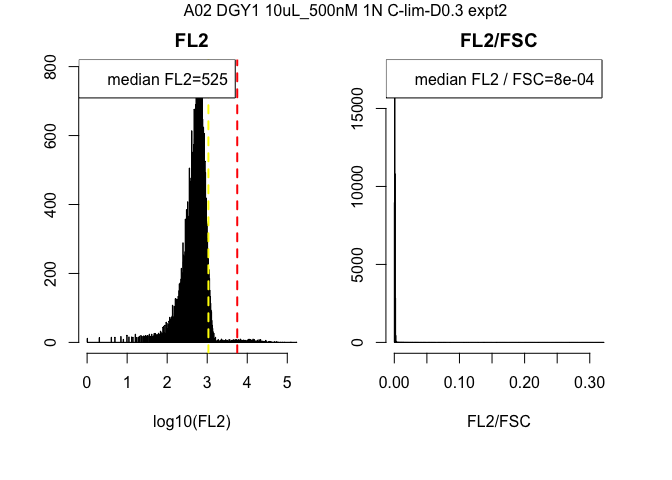 A02 DGY1 10uL_500nM 1N C-lim-D0.3 expt2
FL2
median FL2=525
800
600
400
200
0
0 1 2 3 4 5
log10(FL2)
FL2/FSC
median FL2 / FSC=8e-04
15000
10000
5000
0
0.00 0.10 0.20 0.30
FL2/FSC